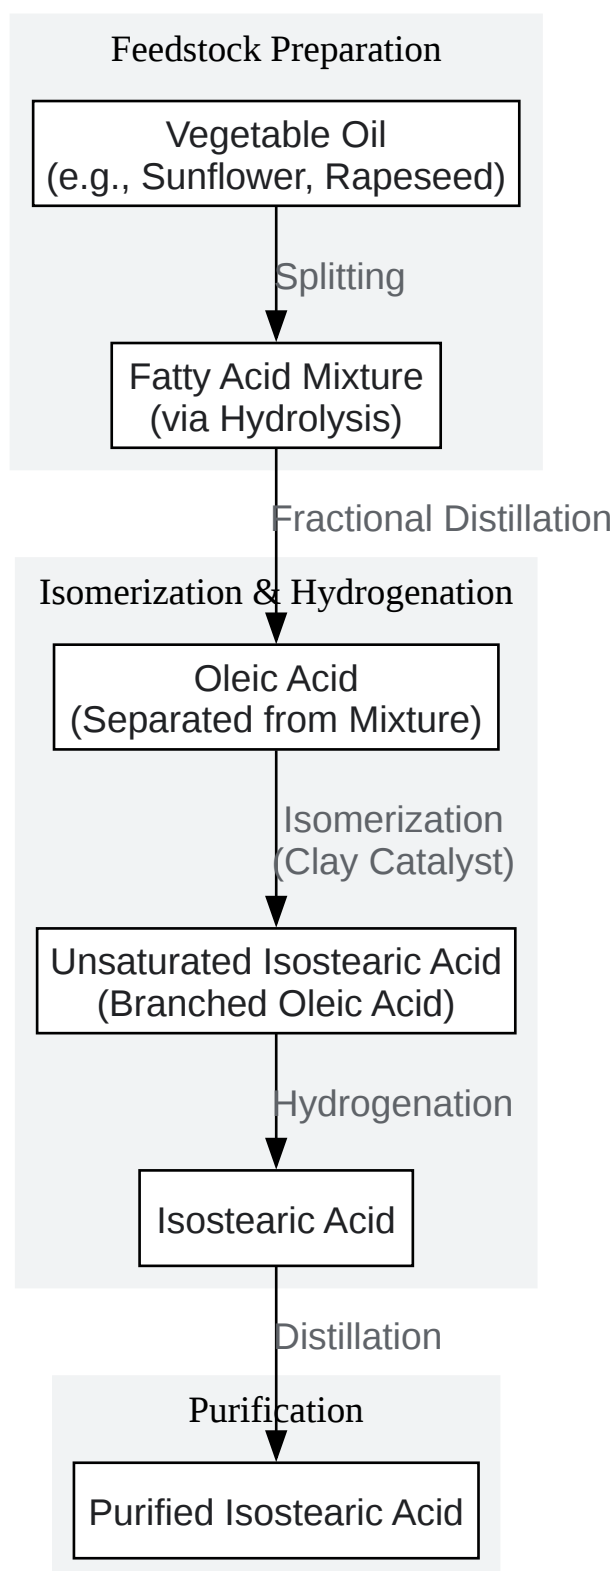 Feedstock Preparation
Vegetable Oil
(e.g., Sunflower, Rapeseed)
Splitting
Fatty Acid Mixture
(via Hydrolysis)
Fractional Distillation
Isomerization & Hydrogenation
Oleic Acid
(Separated from Mixture)
Isomerization
(Clay Catalyst)
Unsaturated Isostearic Acid
(Branched Oleic Acid)
Hydrogenation
Isostearic Acid
Distillation
Purification
Purified Isostearic Acid